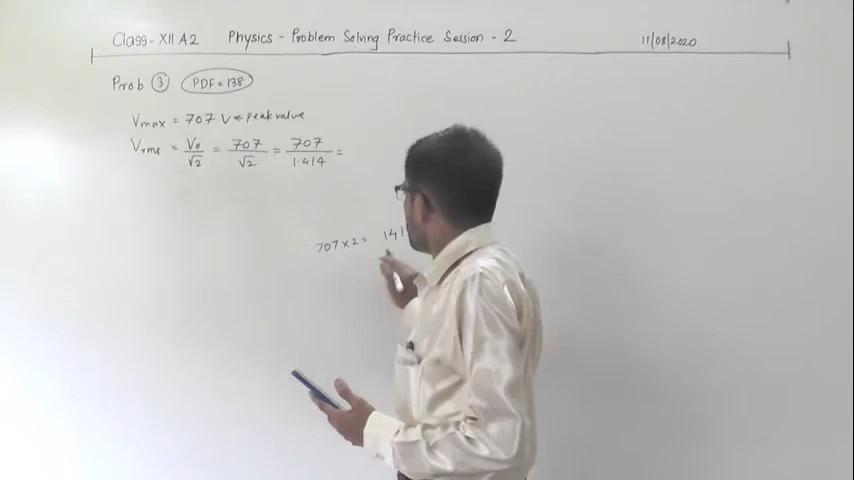 Class - XII A2 Physics - Problem Solving Practice Session - 2 11/08/2020
Prob ③ PDF = 138
Vmax = 707 V ← peak value
Vrms = V₀/√2 = 707/√2 = 707/1.414 =
707 × 2 = 141